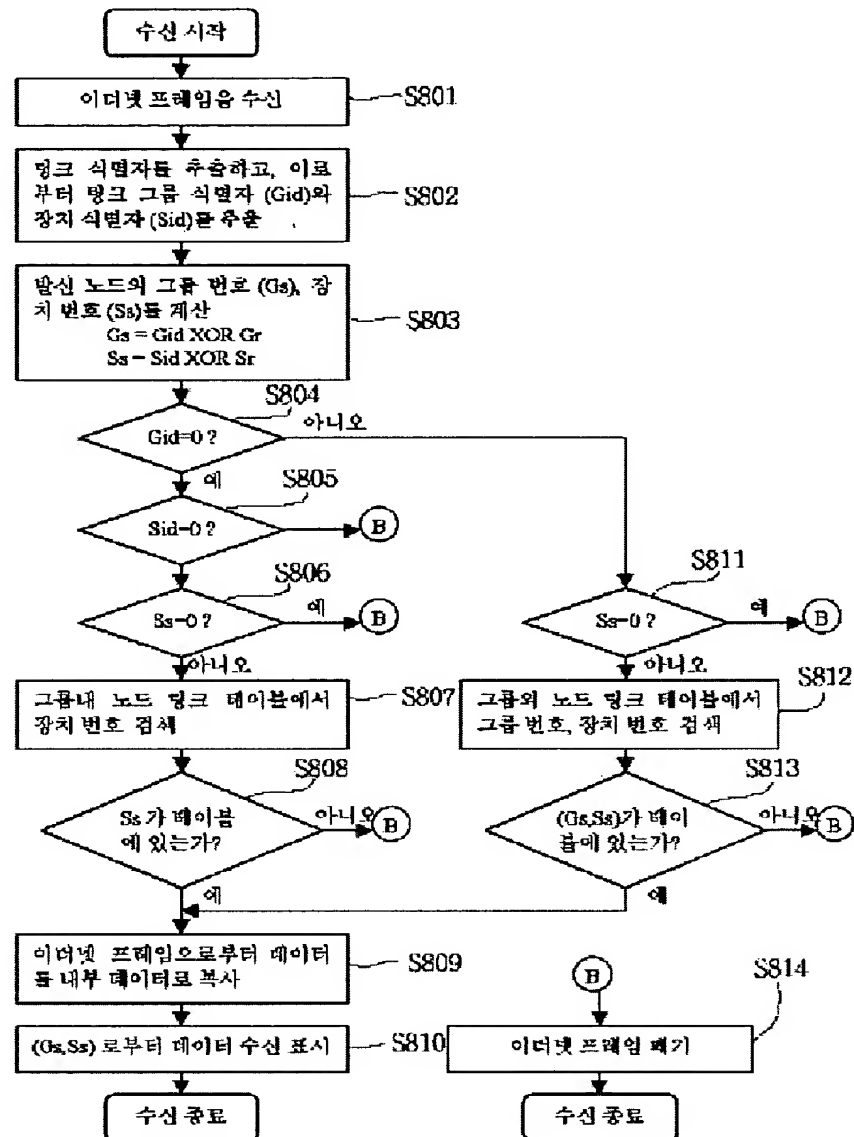 수신 시작
이더넷 프레임을 수신
S801
링크 식별자를 추출하고, 이로
부터 링크 그룹 식별자 (Gid)와
장치 식별자 (Sid)를 추출
S802
발신 노드의 그룹 번호 (Gs), 장
치 번호 (Ss)를 계산
Gs = Gid XOR Gr
Ss = Sid XOR Sr
S803
S804
Gid=0 ?
아니오
예
S805
Sid=0 ?
B
S806
Ss=0 ?
예
B
아니오
S811
Ss=0 ?
예
B
아니오
그룹내 노드 링크 테이블에서
장치 번호 검색
S807
그룹외 노드 링크 테이블에서
그룹 번호, 장치 번호 검색
S812
S808
Ss 가 테이블
에 있는가?
아니오
B
예
S813
(Gs,Ss)가 테이
블에 있는가?
아니오
B
예
이더넷 프레임으로부터 데이터
를 내부 데이터로 복사
S809
(Gs,Ss) 로부터 데이터 수신 표시
S810
수신 종료
B
S814
이더넷 프레임 폐기
수신 종료